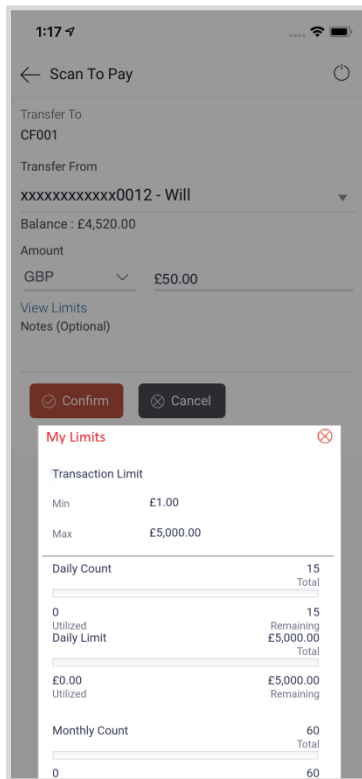 1:17
Scan To Pay
Transfer To
CF001
Transfer From
xxxxxxxxxxxx0012 - Will
Balance : £4,520.00
Amount
GBP £50.00
View Limits
Notes (Optional)
Confirm Cancel
My Limits
Transaction Limit
Min £1.00
Max £5,000.00
Daily Count 15
Total
0 15
Utilized Remaining
Daily Limit £5,000.00
Total
£0.00 £5,000.00
Utilized Remaining
Monthly Count 60
Total
0 60